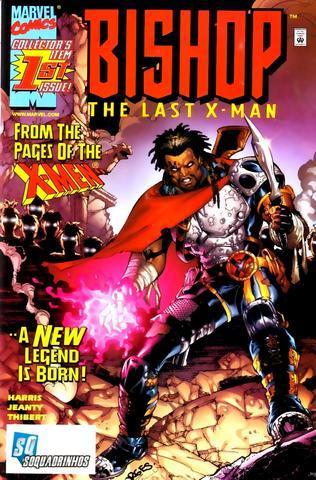 MARVEL
COMICS
COLLECTOR'S
ITEM
1ST
ISSUE!
M
WWW.MARVEL.COM
BISHOP
TM
THE LAST X-MAN
FROM THE
PAGES OF THE
X-MEN
..A NEW
LEGEND
IS BORN!
HARRIS
JEANTY
THIBERT
SQ
SOQUADRINHOS